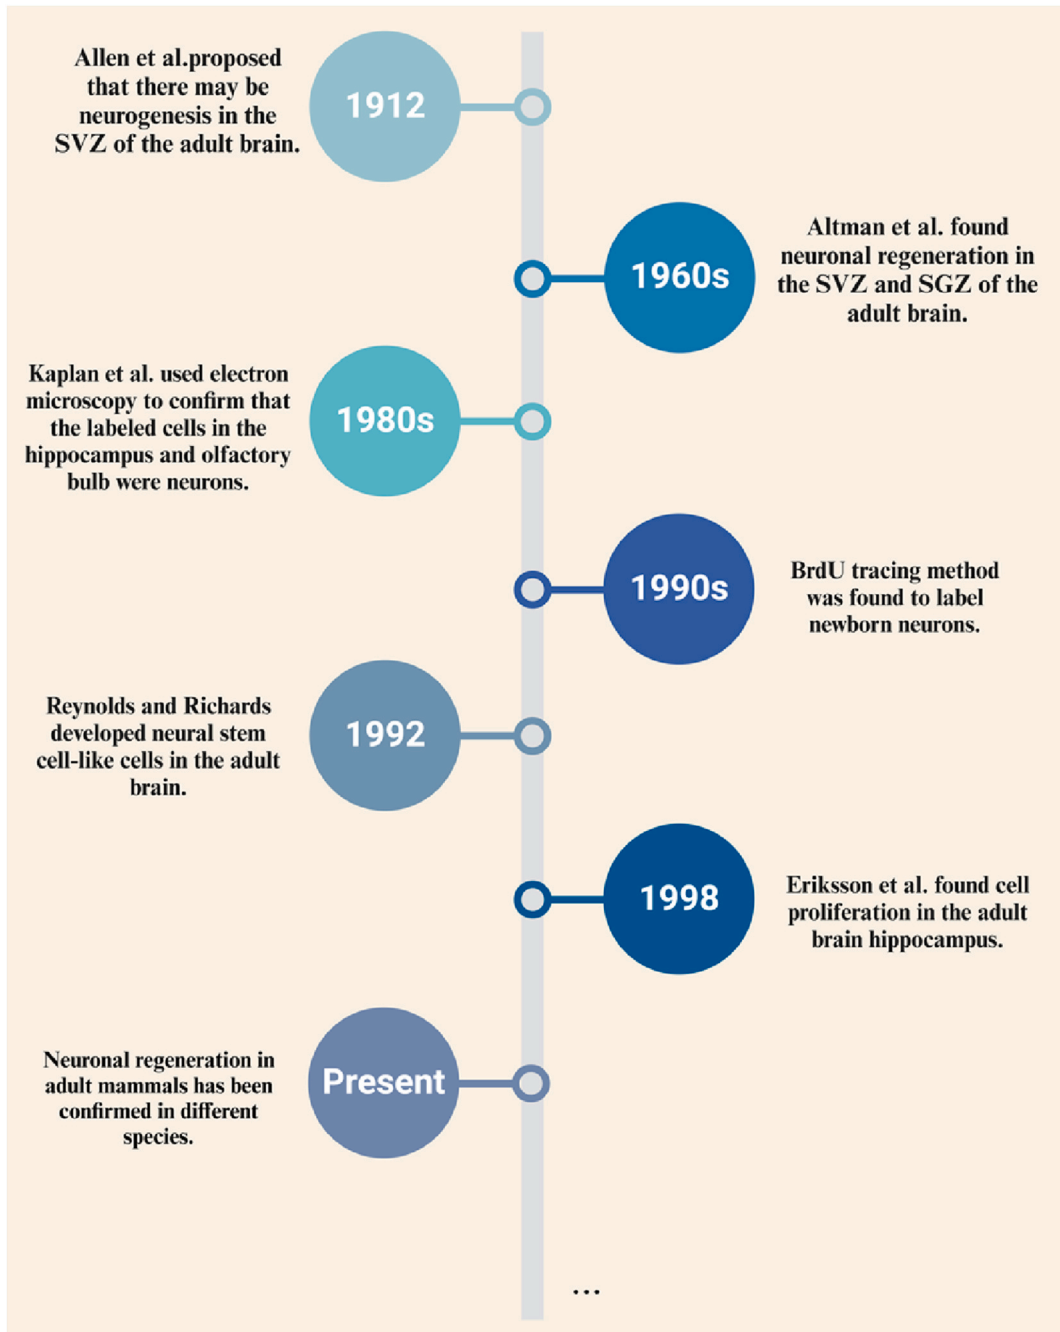 Allen et al.proposed
that there may be
neurogenesis in the
SVZ of the adult brain.
1912
Altman et al. found
neuronal regeneration in
the SVZ and SGZ of the
adult brain.
1960s
Kaplan et al. used electron
microscopy to confirm that
the labeled cells in the
hippocampus and olfactory
bulb were neurons.
1980s
BrdU tracing method
was found to label
newborn neurons.
1990s
Reynolds and Richards
developed neural stem
cell-like cells in the adult
brain.
1992
Eriksson et al. found cell
proliferation in the adult
brain hippocampus.
1998
Neuronal regeneration in
adult mammals has been
confirmed in different
species.
Present
...